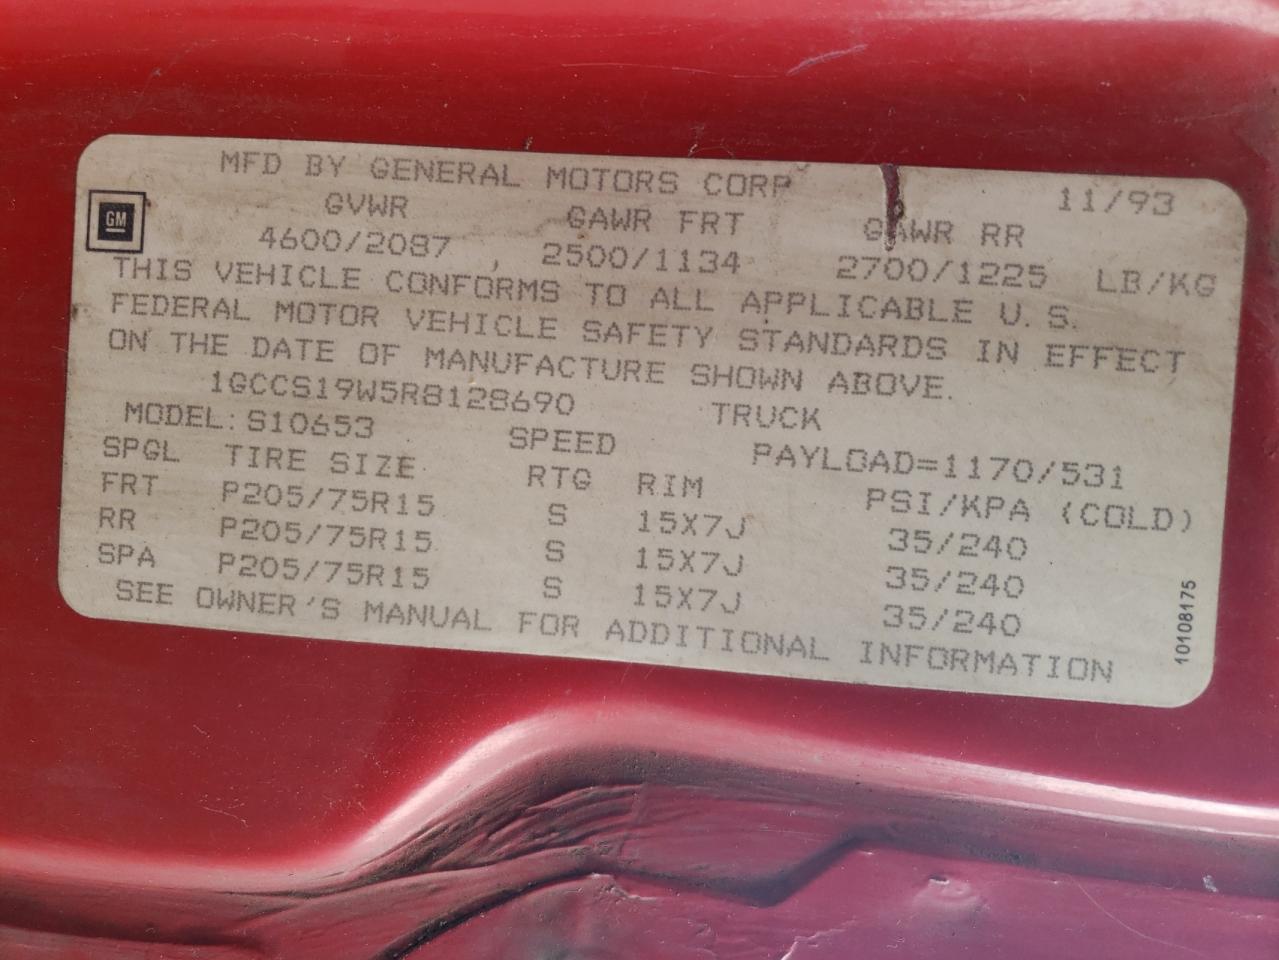 MFD BY GENERAL MOTORS CORP 11/93
GM
GVWR GAWR FRT GAWR RR
4600/2087 , 2500/1134 2700/1225 LB/KG
THIS VEHICLE CONFORMS TO ALL APPLICABLE U.S.
FEDERAL MOTOR VEHICLE SAFETY STANDARDS IN EFFECT
ON THE DATE OF MANUFACTURE SHOWN ABOVE.
1GCCS19W5R8128690 TRUCK
MODEL:S10653 SPEED PAYLOAD=1170/531
SPGL TIRE SIZE RTG RIM PSI/KPA (COLD)
FRT P205/75R15 S 15X7J 35/240
RR P205/75R15 S 15X7J 35/240
SPA P205/75R15 S 15X7J 35/240
SEE OWNER'S MANUAL FOR ADDITIONAL INFORMATION
10108175